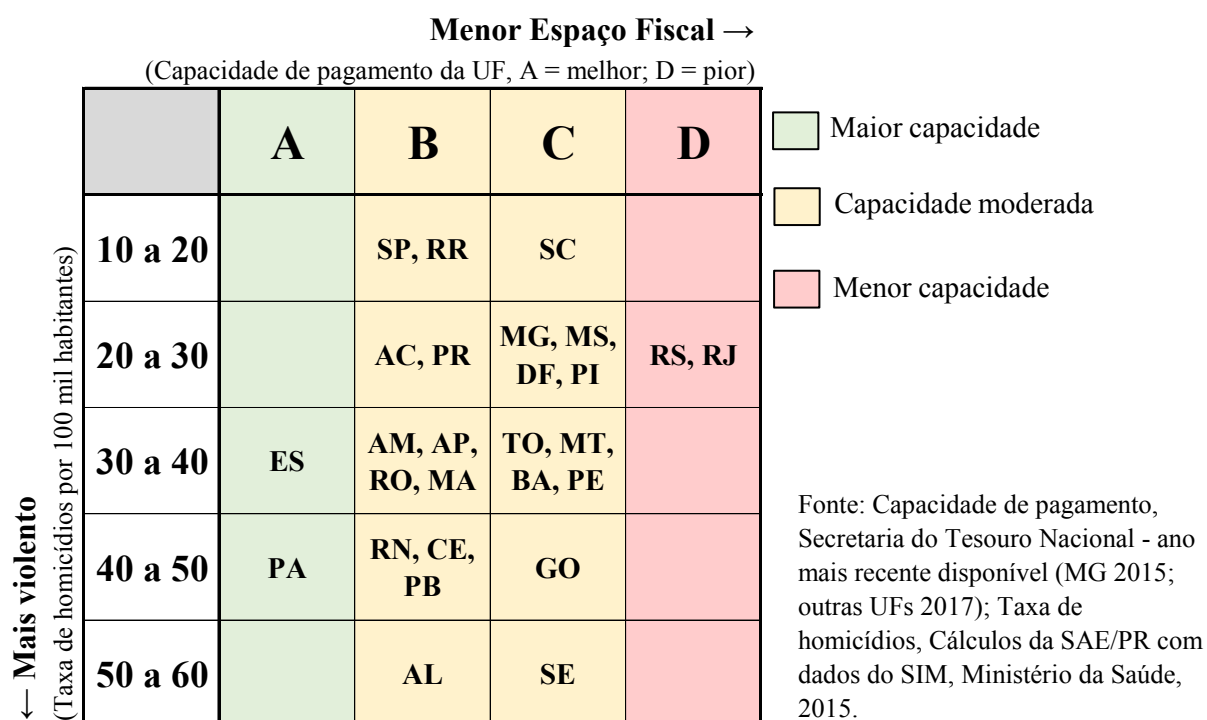 Menor Espaço Fiscal →
(Capacidade de pagamento da UF, A = melhor; D = pior)
A B C D
10 a 20 SP, RR SC
20 a 30 AC, PR MG, MS,
DF, PI RS, RJ
30 a 40 ES AM, AP,
RO, MA TO, MT,
BA, PE
40 a 50 PA RN, CE,
PB GO
50 a 60 AL SE
← Mais violento
(Taxa de homicídios por 100 mil habitantes)
Maior capacidade
Capacidade moderada
Menor capacidade
Fonte: Capacidade de pagamento,
Secretaria do Tesouro Nacional - ano
mais recente disponível (MG 2015;
outras UFs 2017); Taxa de
homicídios, Cálculos da SAE/PR com
dados do SIM, Ministério da Saúde,
2015.